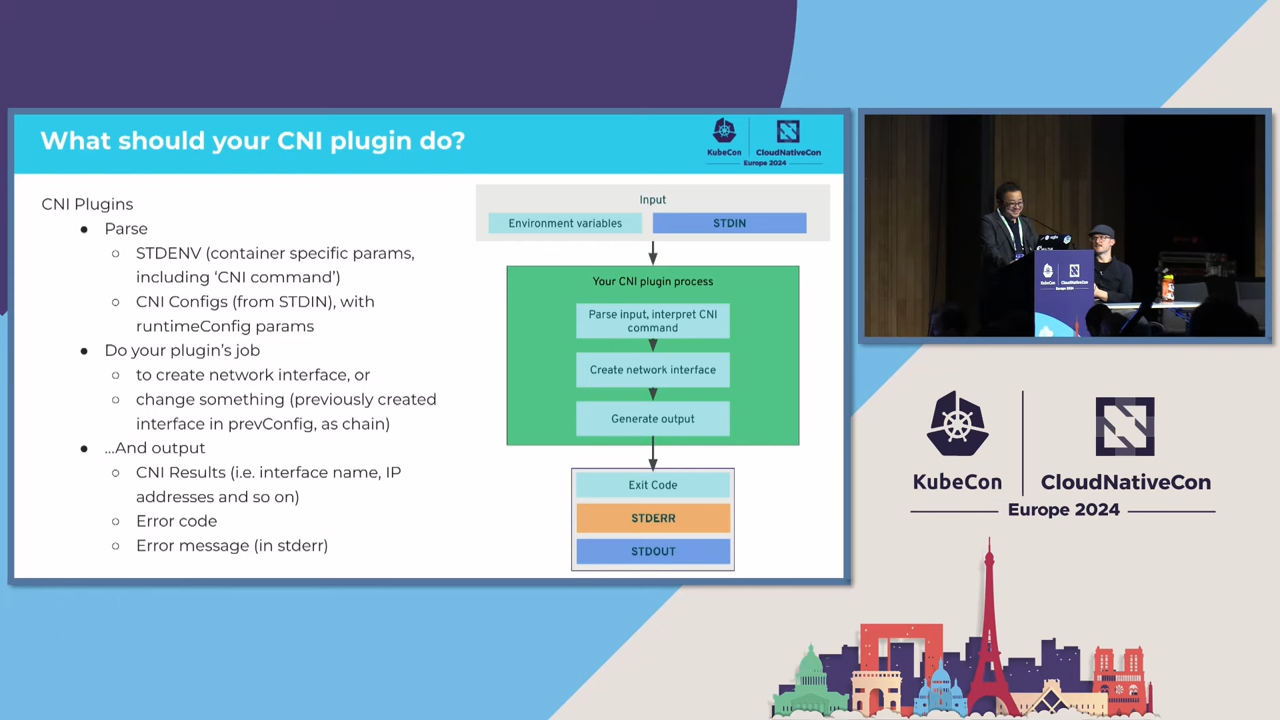 What should your CNI plugin do?
KubeCon
CloudNativeCon
Europe 2024
CNI Plugins
● Parse
○ STDENV (container specific params,
including ‘CNI command’)
○ CNI Configs (from STDIN), with
runtimeConfig params
● Do your plugin’s job
○ to create network interface, or
○ change something (previously created
interface in prevConfig, as chain)
● ...And output
○ CNI Results (i.e. interface name, IP
addresses and so on)
○ Error code
○ Error message (in stderr)
Input
Environment variables
STDIN
Your CNI plugin process
Parse input, interpret CNI
command
Create network interface
Generate output
Exit Code
STDERR
STDOUT
KubeCon
CloudNativeCon
Europe 2024
KubeCon
CloudNativeCon
Europe 2024